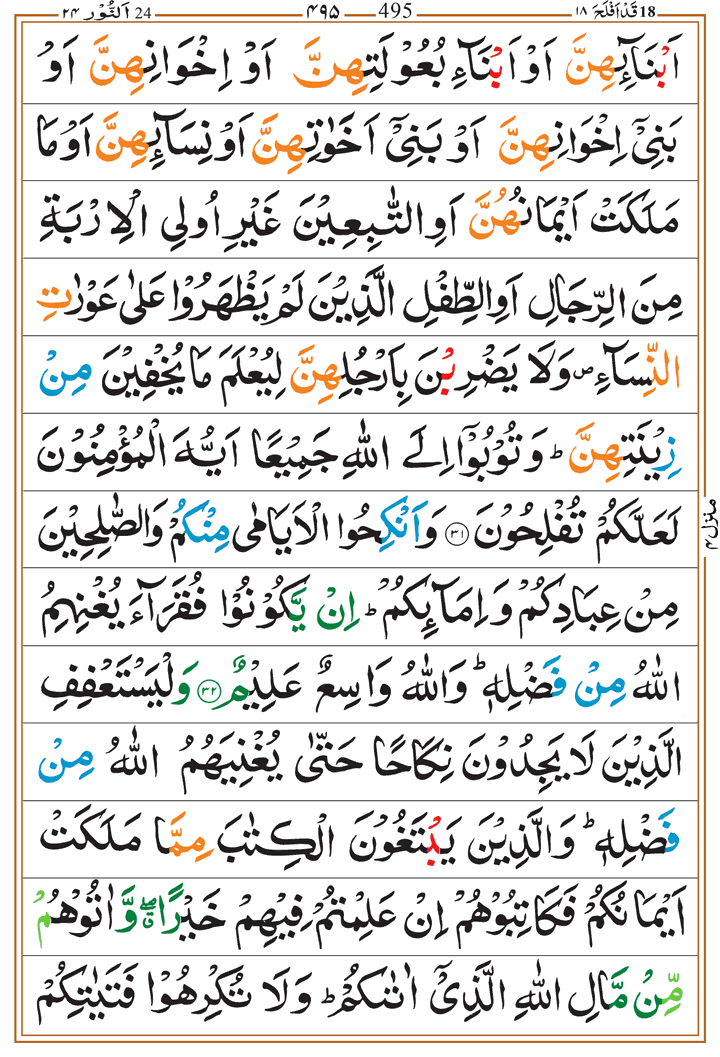 18 قَدْ اَفْلَحَ ١٨ 495 ۴۹۵ 24 اَلنُّوْر ٢٤
اَبْنَآئِهِنَّ اَوْ اَبْنَآءِ بُعُوْلَتِهِنَّ اَوْ اِخْوَانِهِنَّ اَوْ
بَنِیْۤ اِخْوَانِهِنَّ اَوْ بَنِیْۤ اَخَوٰتِهِنَّ اَوْ نِسَآئِهِنَّ اَوْ مَا
مَلَكَتْ اَیْمَانُهُنَّ اَوِ التّٰبِعِیْنَ غَیْرِ اُولِی الْاِرْبَةِ
مِنَ الرِّجَالِ اَوِ الطِّفْلِ الَّذِیْنَ لَمْ یَظْهَرُوْا عَلٰی عَوْرٰتِ
النِّسَآءِ ۪ وَلَا یَضْرِبْنَ بِاَرْجُلِهِنَّ لِیُعْلَمَ مَا یُخْفِیْنَ مِنْ
زِیْنَتِهِنَّ ؕ وَ تُوْبُوْۤا اِلَی اللّٰهِ جَمِیْعًا اَیُّهَ الْمُؤْمِنُوْنَ
لَعَلَّكُمْ تُفْلِحُوْنَ ﴿۳۱﴾ وَ اَنْكِحُوا الْاَیَامٰی مِنْكُمْ وَ الصّٰلِحِیْنَ
مِنْ عِبَادِكُمْ وَ اِمَآئِكُمْ ؕ اِنْ یَّكُوْنُوْا فُقَرَآءَ یُغْنِهِمُ
اللّٰهُ مِنْ فَضْلِهٖ ؕ وَ اللّٰهُ وَاسِعٌ عَلِیْمٌ ﴿۳۲﴾ وَ لْیَسْتَعْفِفِ
الَّذِیْنَ لَا یَجِدُوْنَ نِكَاحًا حَتّٰی یُغْنِیَهُمُ اللّٰهُ مِنْ
فَضْلِهٖ ؕ وَ الَّذِیْنَ یَبْتَغُوْنَ الْكِتٰبَ مِمَّا مَلَكَتْ
اَیْمَانُكُمْ فَكَاتِبُوْهُمْ اِنْ عَلِمْتُمْ فِیْهِمْ خَیْرًا ۖۗ وَّ اٰتُوْهُمْ
مِّنْ مَّالِ اللّٰهِ الَّذِیْۤ اٰتٰىكُمْ ؕ وَ لَا تُكْرِهُوْا فَتَیٰتِكُمْ
منزل ۴